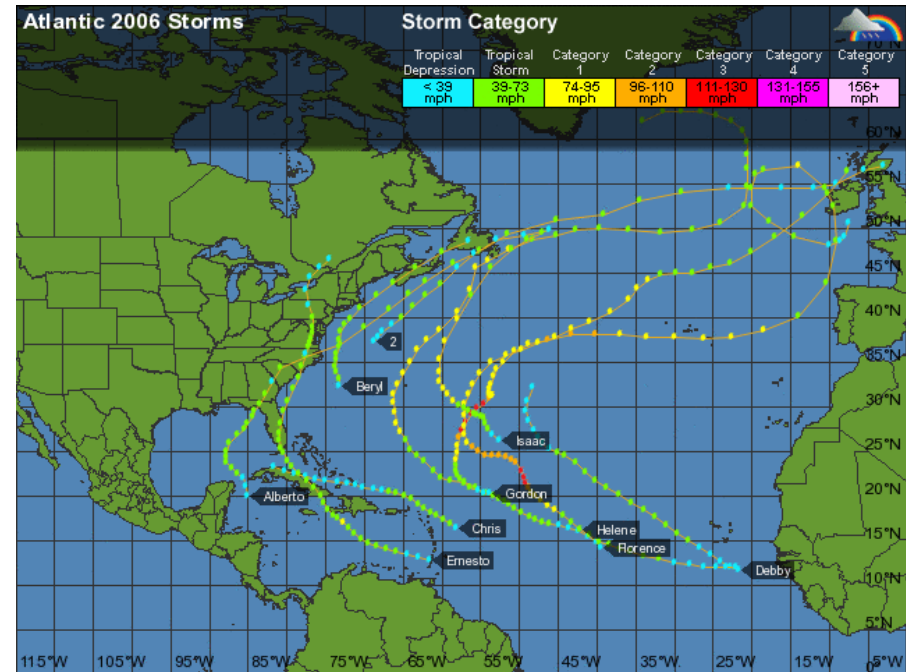 Atlantic 2006 Storms
Storm Category
Tropical Depression
Tropical Storm
Category 1
Category 2
Category 3
Category 4
Category 5
< 39 mph
39-73 mph
74-95 mph
96-110 mph
111-130 mph
131-155 mph
156+ mph
70°N
60°N
55°N
50°N
45°N
40°N
35°N
30°N
25°N
20°N
15°N
10°N
5°N
0°
2
Beryl
Isaac
Alberto
Gordon
Chris
Helene
Florence
Ernesto
Debby
115°W
105°W
95°W
85°W
75°W
65°W
55°W
45°W
35°W
25°W
15°W
5°W